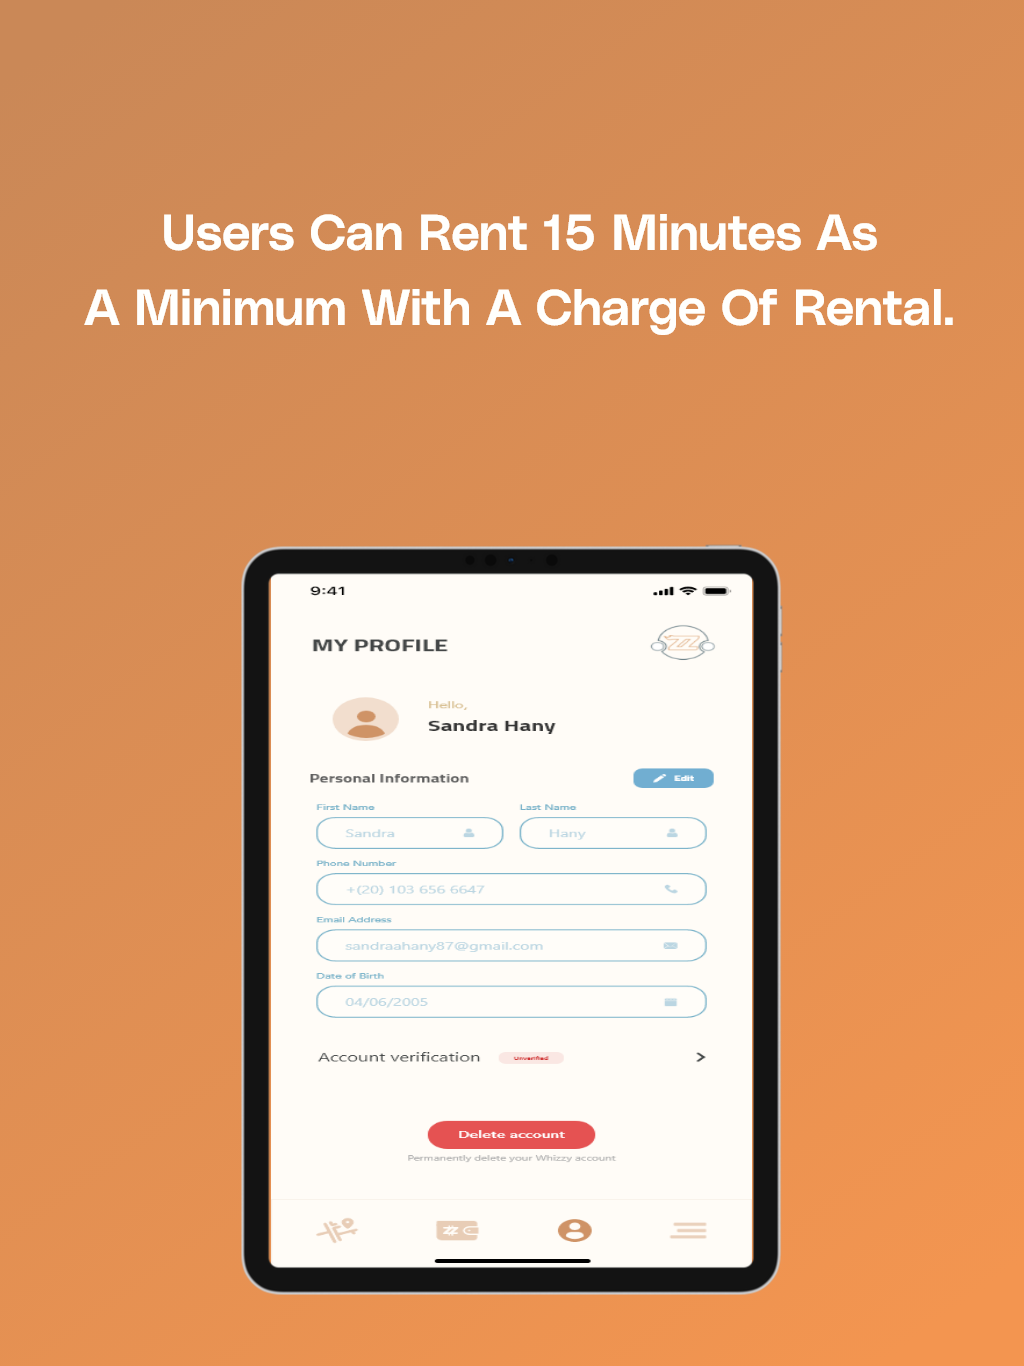 Users Can Rent 15 Minutes As
A Minimum With A Charge Of Rental.
9:41
MY PROFILE
Hello,
Sandra Hany
Personal Information
Edit
First Name
Last Name
Sandra
Hany
Phone Number
+(20) 103 656 6647
Email Address
sandraahany87@gmail.com
Date of Birth
04/06/2005
Account verification
Unverified
Delete account
Permanently delete your Whizzy account